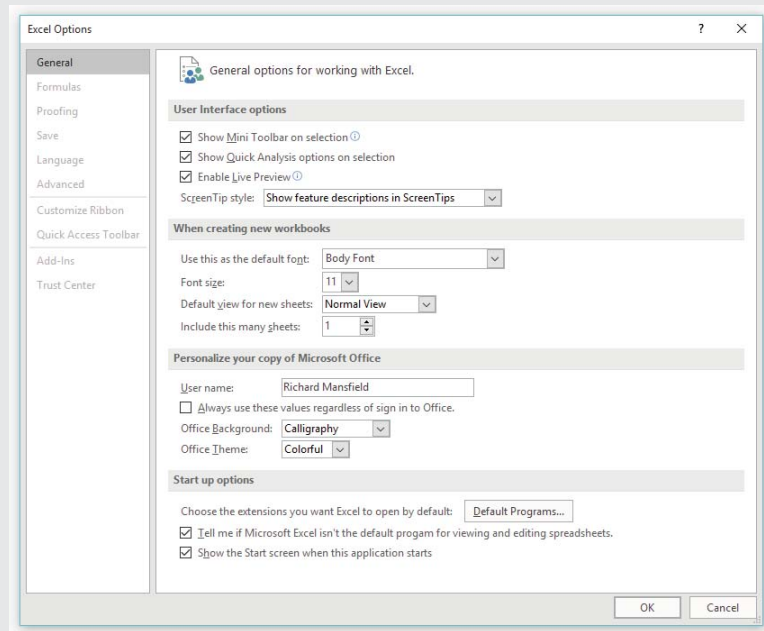 Excel Options
?
General
Formulas
Proofing
Save
Language
Advanced
Customize Ribbon
Quick Access Toolbar
Add-Ins
Trust Center
General options for working with Excel.
User Interface options
Show Mini Toolbar on selection
Show Quick Analysis options on selection
Enable Live Preview
ScreenTip style: Show feature descriptions in ScreenTips
When creating new workbooks
Use this as the default font: Body Font
Font size: 11
Default view for new sheets: Normal View
Include this many sheets: 1
Personalize your copy of Microsoft Office
User name: Richard Mansfield
Always use these values regardless of sign in to Office.
Office Background: Calligraphy
Office Theme: Colorful
Start up options
Choose the extensions you want Excel to open by default: Default Programs...
Tell me if Microsoft Excel isn't the default progam for viewing and editing spreadsheets.
Show the Start screen when this application starts
OK Cancel